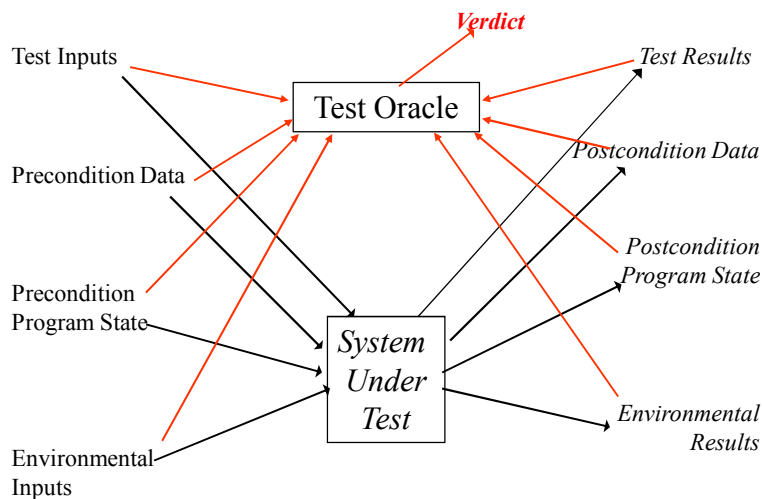 Verdict
Test Inputs
Test Results
Test Oracle
Precondition Data
Postcondition Data
Postcondition
Program State
Precondition
Program State
System
Under
Test
Environmental
Results
Environmental
Inputs